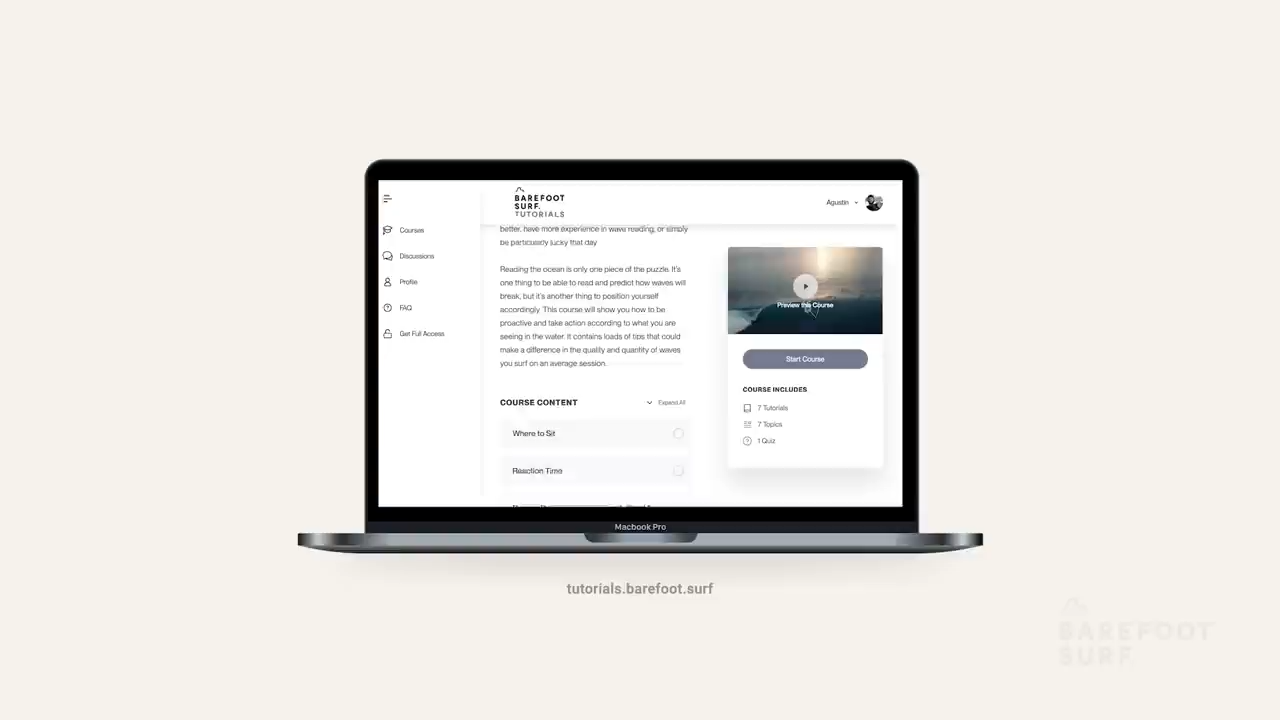 BAREFOOT
SURF.
TUTORIALS
Agustin
Courses
Discussions
Profile
FAQ
Get Full Access
better, have more experience in wave reading, or simply
be particularly lucky that day
Reading the ocean is only one piece of the puzzle. It's
one thing to be able to read and predict how waves will
break, but it's another thing to position yourself
accordingly. This course will show you how to be
proactive and take action according to what you are
seeing in the water. It contains loads of tips that could
make a difference in the quality and quantity of waves
you surf on an average session.
COURSE CONTENT
Expand All
Where to Sit
Reaction Time
Preview this Course
Start Course
COURSE INCLUDES
7 Tutorials
7 Topics
1 Quiz
Macbook Pro
tutorials.barefoot.surf
BAREFOOT
SURF